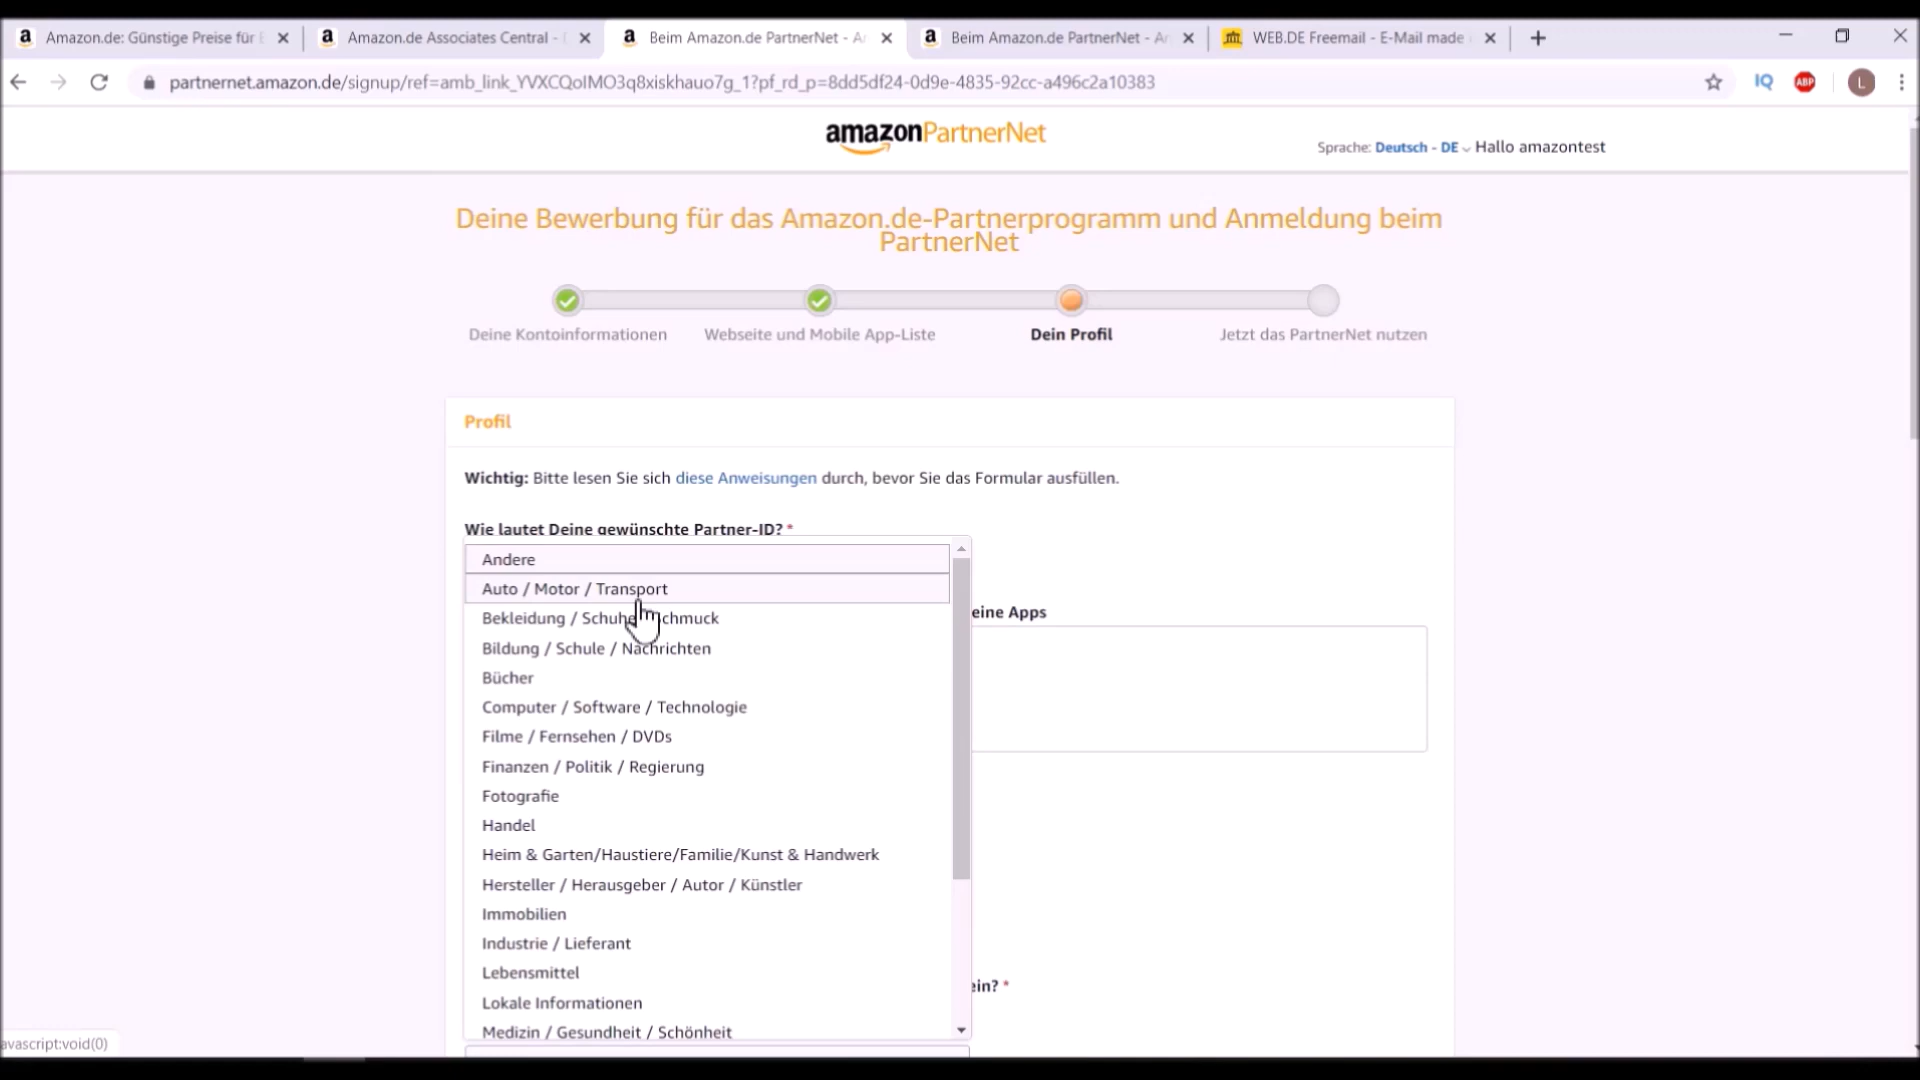 Amazon.de: Günstige Preise für
Amazon.de Associates Central -
Beim Amazon.de PartnerNet -
Beim Amazon.de PartnerNet -
WEB.DE Freemail - E-Mail made
partnernet.amazon.de/signup/ref=amb_link_YVXCQoIMO3q8xiskhauo7g_1?pf_rd_p=8dd5df24-0d9e-4835-92cc-a496c2a10383
IQ
ABP
L
amazonPartnerNet
Sprache: Deutsch - DE Hallo amazontest
Deine Bewerbung für das Amazon.de-Partnerprogramm und Anmeldung beim
PartnerNet
Deine Kontoinformationen
Webseite und Mobile App-Liste
Dein Profil
Jetzt das PartnerNet nutzen
Profil
Wichtig: Bitte lesen Sie sich diese Anweisungen durch, bevor Sie das Formular ausfüllen.
Wie lautet Deine gewünschte Partner-ID? *
Andere
Auto / Motor / Transport
eine Apps
Bekleidung / Schuhe chmuck
Bildung / Schule / Nachrichten
Bücher
Computer / Software / Technologie
Filme / Fernsehen / DVDs
Finanzen / Politik / Regierung
Fotografie
Handel
Heim & Garten/Haustiere/Familie/Kunst & Handwerk
Hersteller / Herausgeber / Autor / Künstler
Immobilien
Industrie / Lieferant
Lebensmittel
ein? *
Lokale Informationen
Medizin / Gesundheit / Schönheit
avascript:void(0)